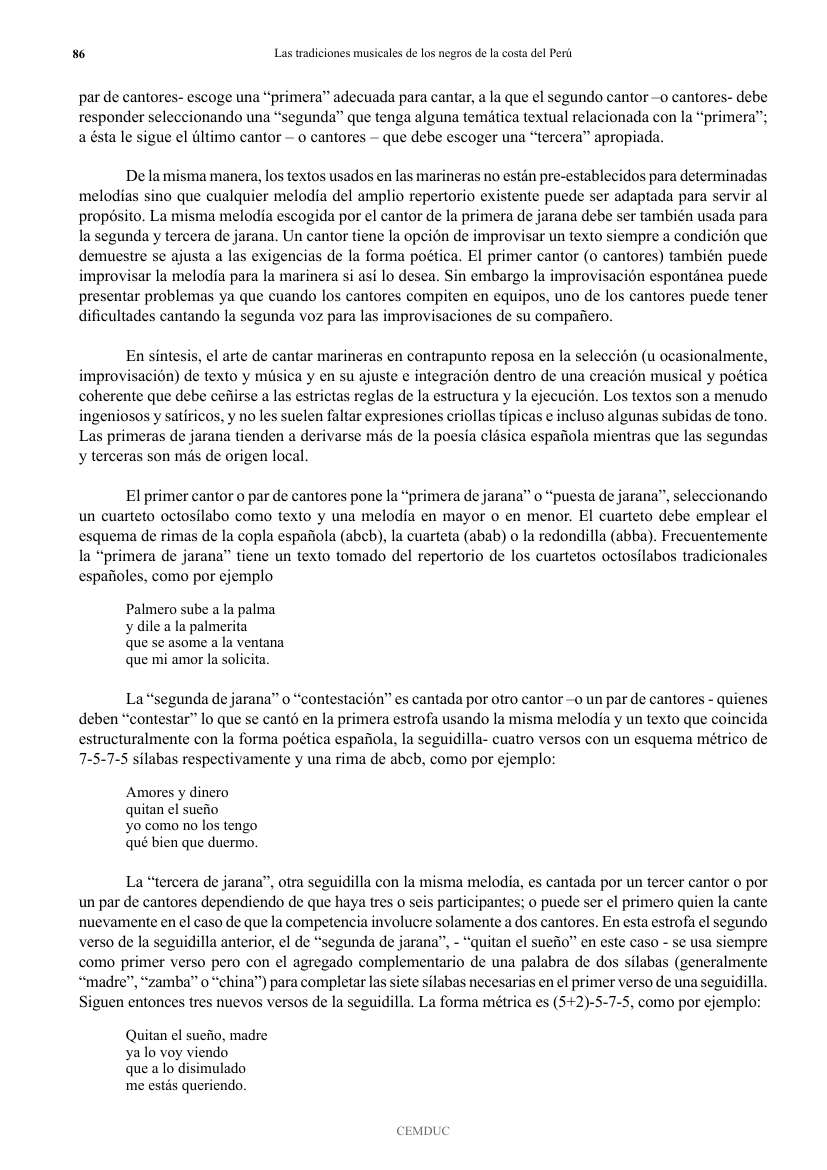 86
Las tradiciones musicales de los negros de la costa del Perú
par de cantores- escoge una “primera” adecuada para cantar, a la que el segundo cantor –o cantores- debe
responder seleccionando una “segunda” que tenga alguna temática textual relacionada con la “primera”;
a ésta le sigue el último cantor – o cantores – que debe escoger una “tercera” apropiada.
De la misma manera, los textos usados en las marineras no están pre-establecidos para determinadas
melodías sino que cualquier melodía del amplio repertorio existente puede ser adaptada para servir al
propósito. La misma melodía escogida por el cantor de la primera de jarana debe ser también usada para
la segunda y tercera de jarana. Un cantor tiene la opción de improvisar un texto siempre a condición que
demuestre se ajusta a las exigencias de la forma poética. El primer cantor (o cantores) también puede
improvisar la melodía para la marinera si así lo desea. Sin embargo la improvisación espontánea puede
presentar problemas ya que cuando los cantores compiten en equipos, uno de los cantores puede tener
dificultades cantando la segunda voz para las improvisaciones de su compañero.
En síntesis, el arte de cantar marineras en contrapunto reposa en la selección (u ocasionalmente,
improvisación) de texto y música y en su ajuste e integración dentro de una creación musical y poética
coherente que debe ceñirse a las estrictas reglas de la estructura y la ejecución. Los textos son a menudo
ingeniosos y satíricos, y no les suelen faltar expresiones criollas típicas e incluso algunas subidas de tono.
Las primeras de jarana tienden a derivarse más de la poesía clásica española mientras que las segundas
y terceras son más de origen local.
El primer cantor o par de cantores pone la “primera de jarana” o “puesta de jarana”, seleccionando
un cuarteto octosílabo como texto y una melodía en mayor o en menor. El cuarteto debe emplear el
esquema de rimas de la copla española (abcb), la cuarteta (abab) o la redondilla (abba). Frecuentemente
la “primera de jarana” tiene un texto tomado del repertorio de los cuartetos octosílabos tradicionales
españoles, como por ejemplo
Palmero sube a la palma
y dile a la palmerita
que se asome a la ventana
que mi amor la solicita.
La “segunda de jarana” o “contestación” es cantada por otro cantor –o un par de cantores - quienes
deben “contestar” lo que se cantó en la primera estrofa usando la misma melodía y un texto que coincida
estructuralmente con la forma poética española, la seguidilla- cuatro versos con un esquema métrico de
7-5-7-5 sílabas respectivamente y una rima de abcb, como por ejemplo:
Amores y dinero
quitan el sueño
yo como no los tengo
qué bien que duermo.
La “tercera de jarana”, otra seguidilla con la misma melodía, es cantada por un tercer cantor o por
un par de cantores dependiendo de que haya tres o seis participantes; o puede ser el primero quien la cante
nuevamente en el caso de que la competencia involucre solamente a dos cantores. En esta estrofa el segundo
verso de la seguidilla anterior, el de “segunda de jarana”, - “quitan el sueño” en este caso - se usa siempre
como primer verso pero con el agregado complementario de una palabra de dos sílabas (generalmente
“madre”, “zamba” o “china”) para completar las siete sílabas necesarias en el primer verso de una seguidilla.
Siguen entonces tres nuevos versos de la seguidilla. La forma métrica es (5+2)-5-7-5, como por ejemplo:
Quitan el sueño, madre
ya lo voy viendo
que a lo disimulado
me estás queriendo.
CEMDUC